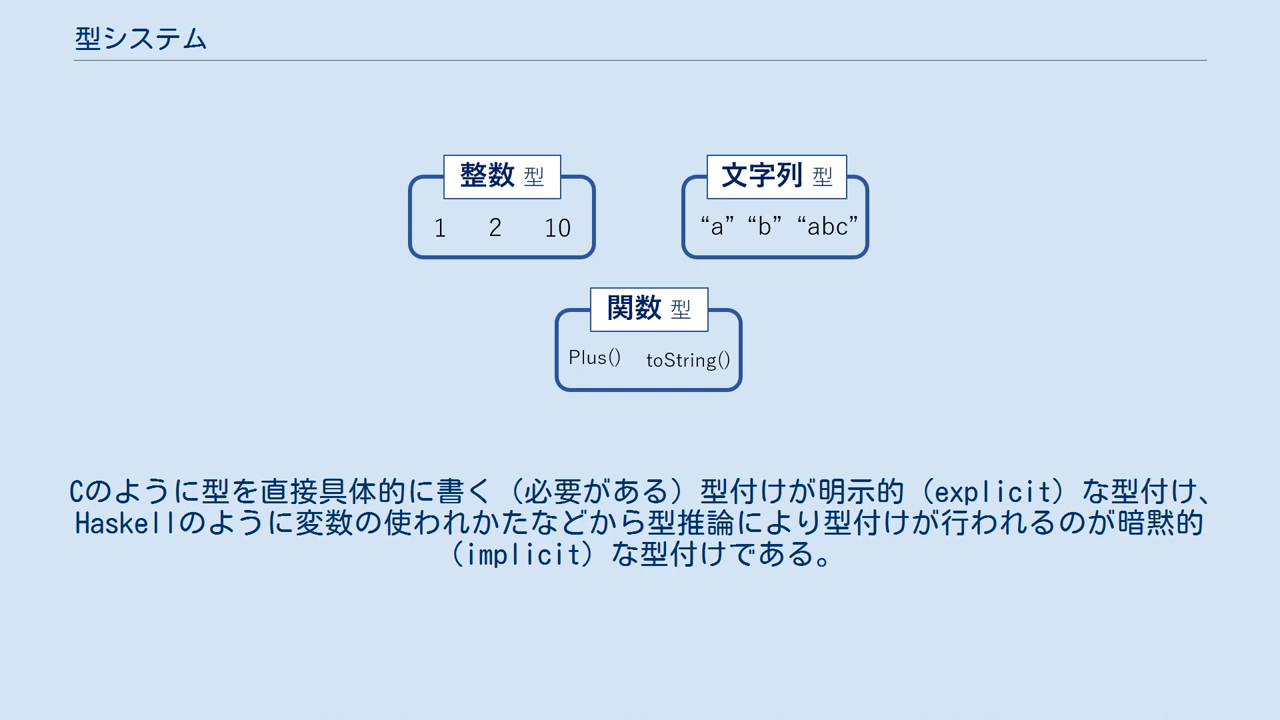 型システム
整数 型
文字列 型
1 2 10
“a” “b” “abc”
関数 型
Plus() toString()
Cのように型を直接具体的に書く（必要がある）型付けが明示的（explicit）な型付け、
Haskellのように変数の使われかたなどから型推論により型付けが行われるのが暗黙的
（implicit）な型付けである。